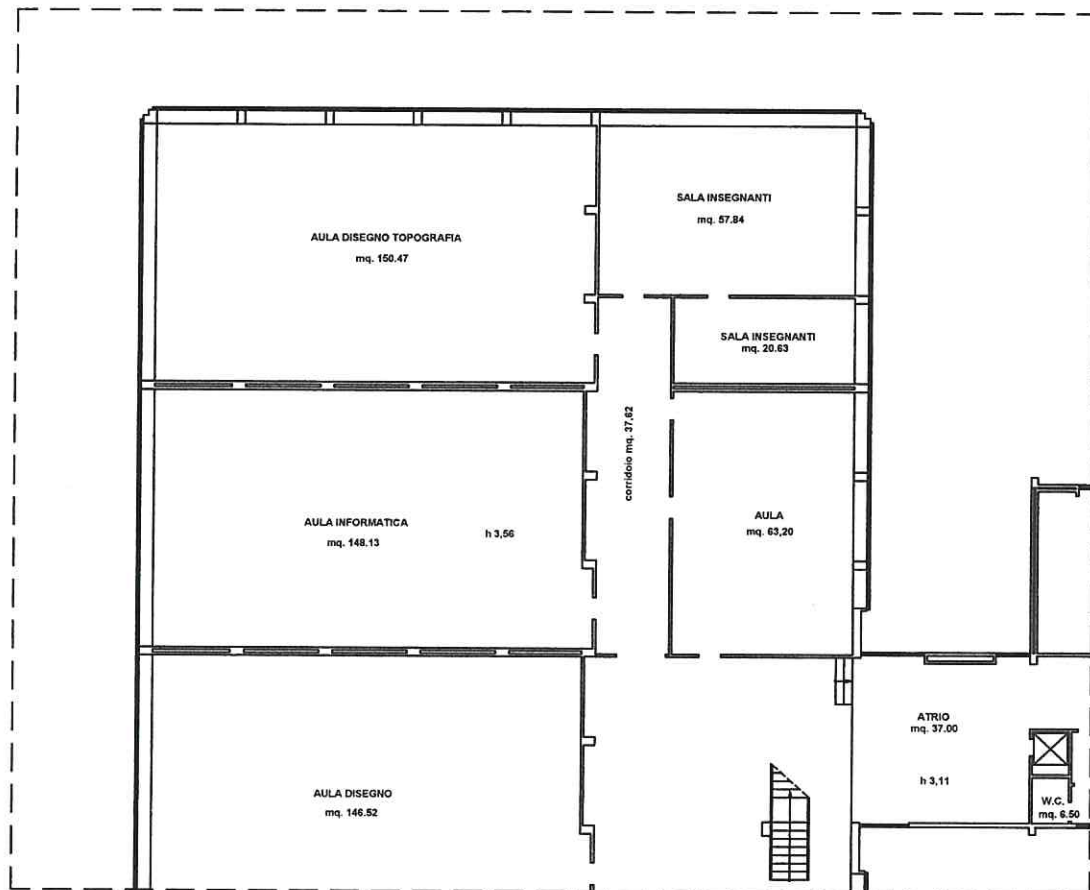 SALA INSEGNANTI
mq. 57.84
AULA DISEGNO TOPOGRAFIA
mq. 150.47
SALA INSEGNANTI
mq. 20.63
corridoio mq. 37,62
AULA INFORMATICA
mq. 148.13
h 3,56
AULA
mq. 63,20
ATRIO
mq. 37.00
h 3,11
W.C.
mq. 6.50
AULA DISEGNO
mq. 146.52